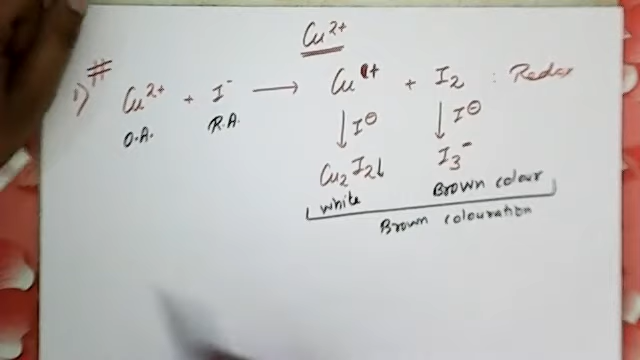 Cu²⁺
#
1) Cu²⁺ + I⁻ → Cu⁺ + I₂ : Redox
O.A. R.A. ↓ I⊖ ↓ I⊖
Cu₂I₂↓ I₃⁻
white Brown colour
Brown colouration